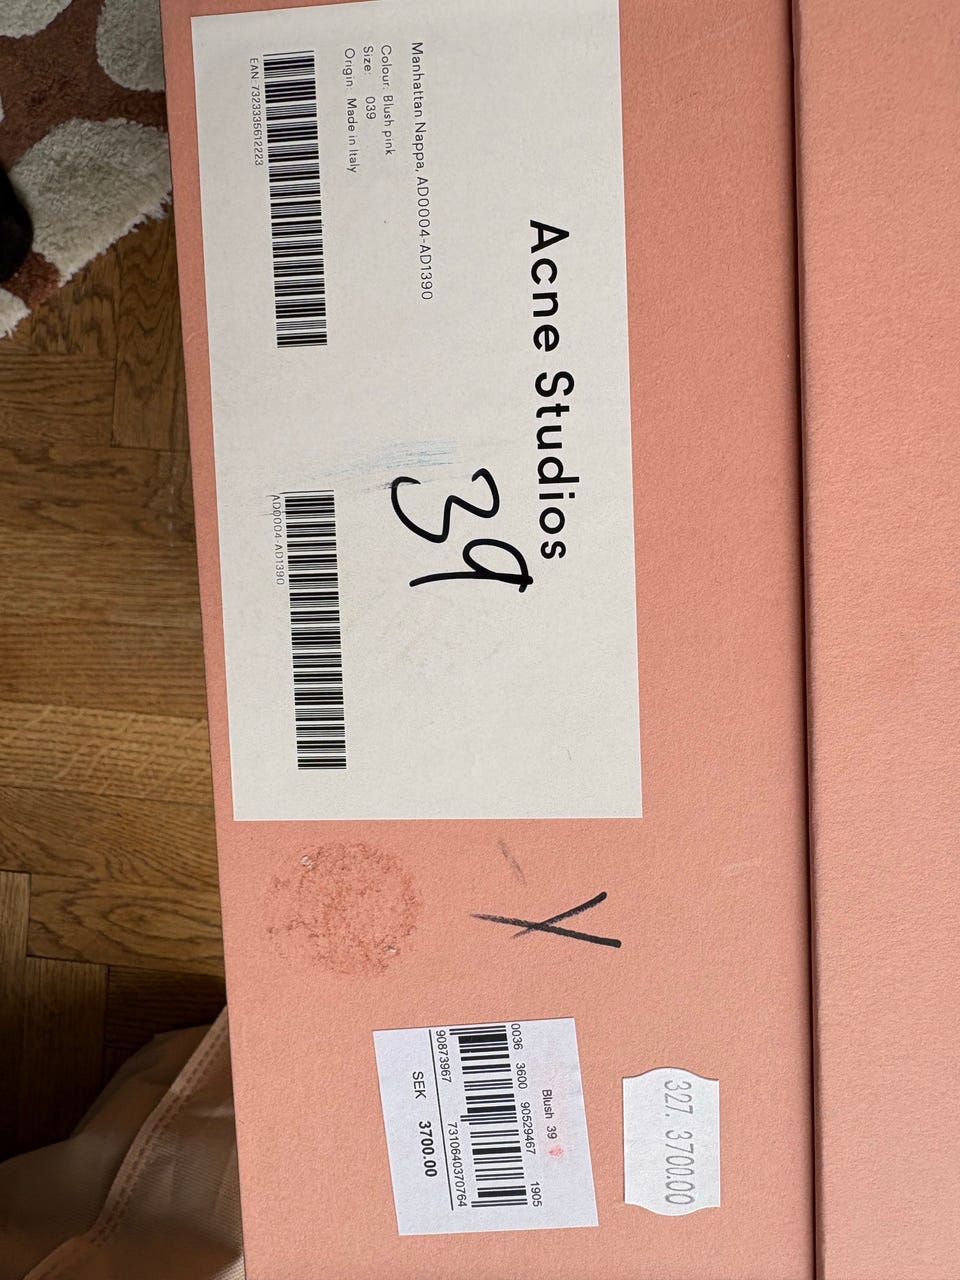 Acne Studios
Manhattan Nappa, AD0004-AD1390
Colour: Blush pink
Size: 039
Origin: Made in Italy
EAN:7323335612223
39
AD0004-AD1390
X
327. 3700.00
Blush 39
0036 3600 90529467 1905
90873967 7310640370764
SEK 3700.00